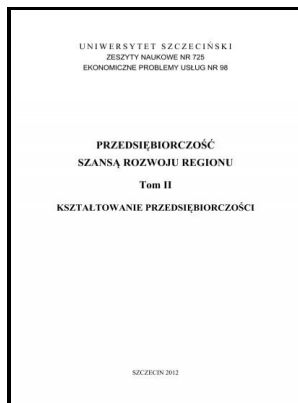 UNIWERSYTET SZCZECIŃSKI
ZESZYTY NAUKOWE NR 725
EKONOMICZNE PROBLEMY USŁUG NR 98
PRZEDSIĘBIORCZOŚĆ
SZANSĄ ROZWOJU REGIONU
Tom II
KSZTAŁTOWANIE PRZEDSIĘBIORCZOŚCI
SZCZECIN 2012